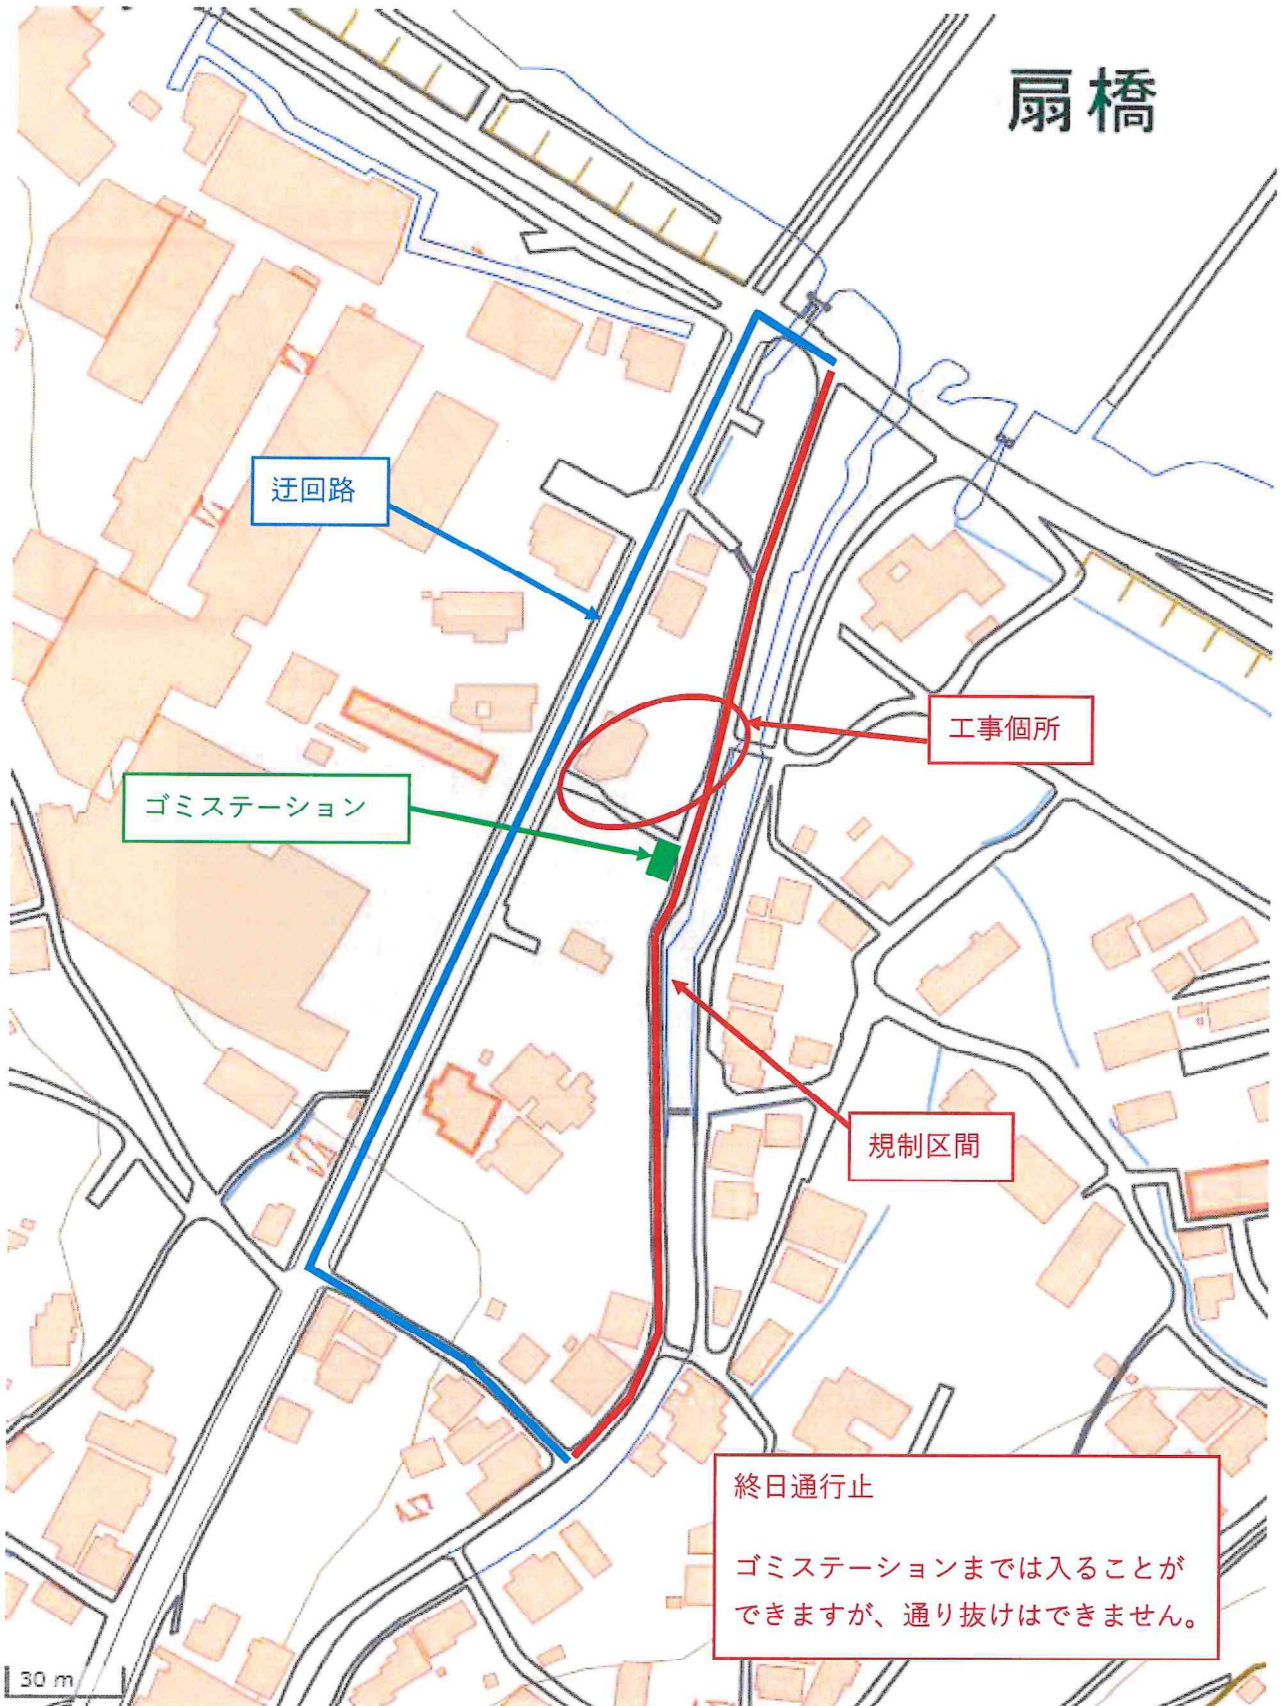 扇橋
迂回路
工事個所
ゴミステーション
規制区間
終日通行止
ゴミステーションまでは入ることが
できますが、通り抜けはできません。
30 m